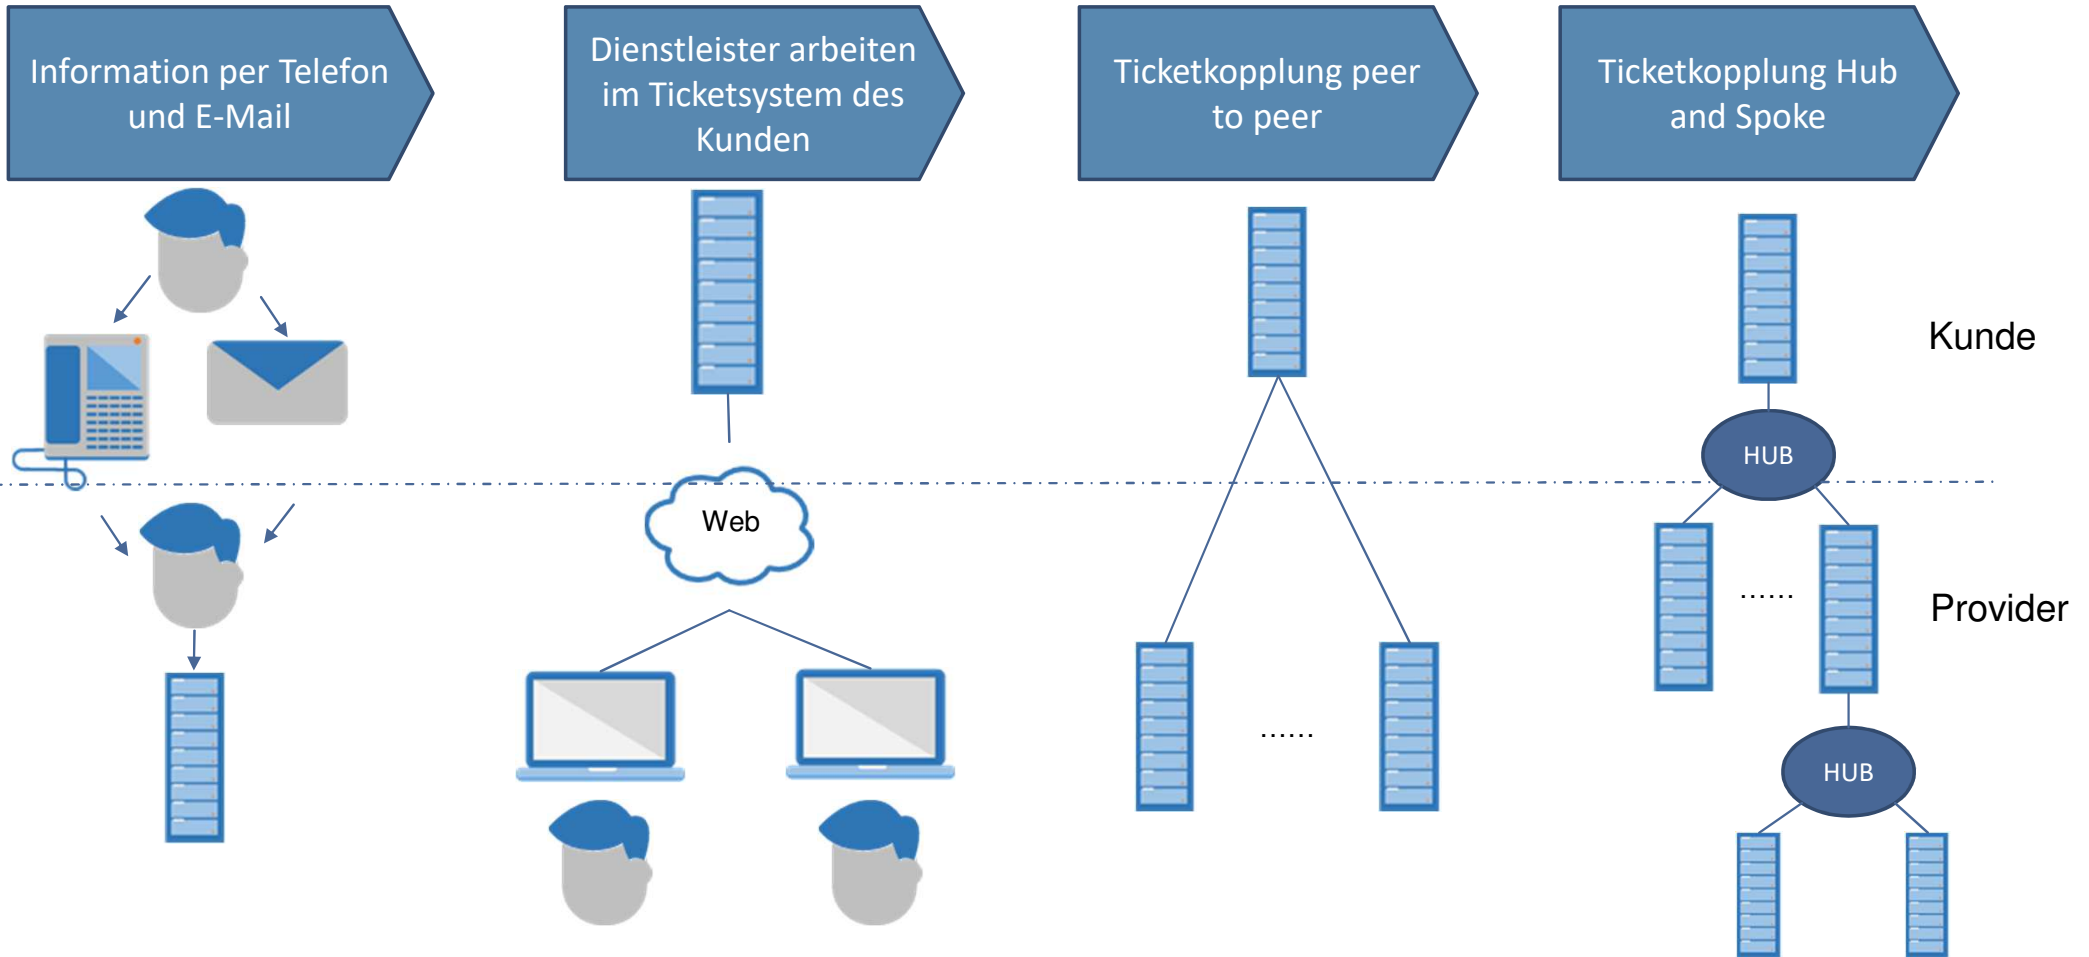 Information per Telefon
und E-Mail
Dienstleister arbeiten
im Ticketsystem des
Kunden
Ticketkopplung peer
to peer
Ticketkopplung Hub
and Spoke
Kunde
HUB
Web
......
Provider
......
HUB